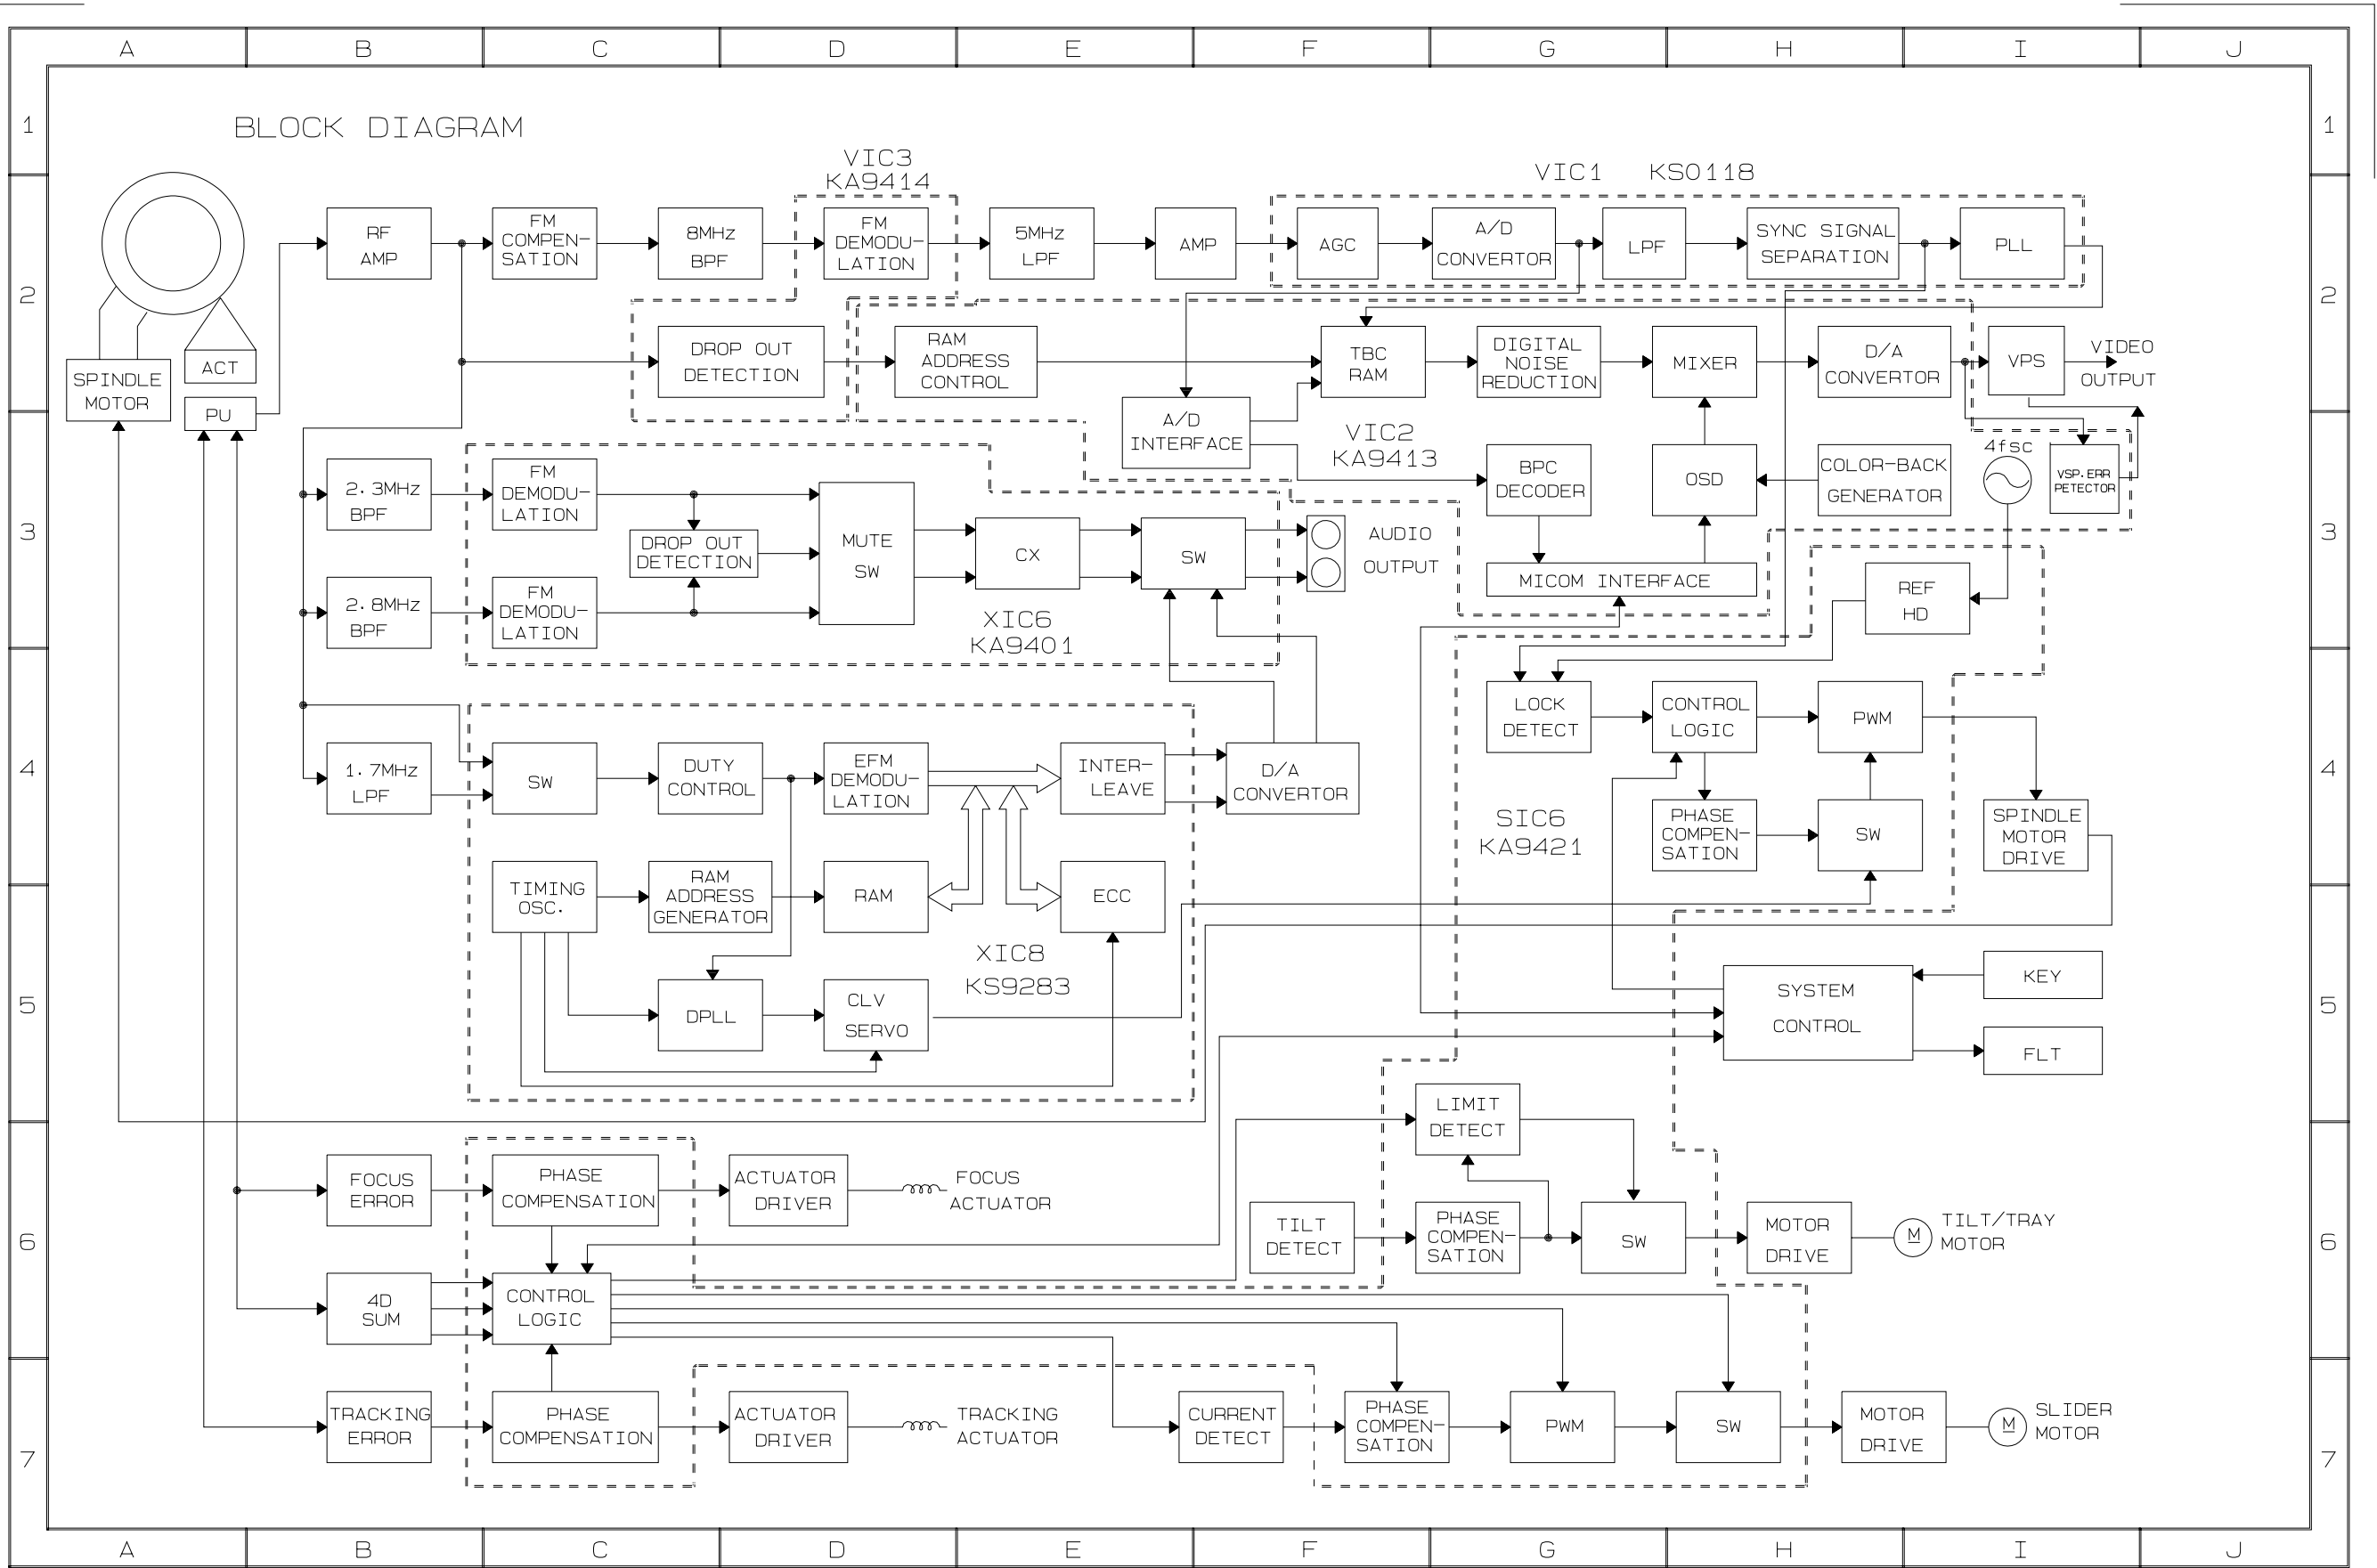 A B C D E F G H I J
1 1
BLOCK DIAGRAM
VIC3
KA9414
VIC1 KS0118
2 2
RF
AMP
FM
COMPEN-
SATION
8MHz
BPF
FM
DEMODU-
LATION
5MHz
LPF
AMP
AGC
A/D
CONVERTOR
LPF
SYNC SIGNAL
SEPARATION
PLL
SPINDLE
MOTOR
ACT
PU
DROP OUT
DETECTION
RAM
ADDRESS
CONTROL
TBC
RAM
DIGITAL
NOISE
REDUCTION
MIXER
D/A
CONVERTOR
VPS
VIDEO
OUTPUT
A/D
INTERFACE
VIC2
KA9413
3 3
2.3MHz
BPF
FM
DEMODU-
LATION
DROP OUT
DETECTION
2.8MHz
BPF
FM
DEMODU-
LATION
MUTE
SW
CX
SW
AUDIO
OUTPUT
XIC6
KA9401
BPC
DECODER
OSD
COLOR-BACK
GENERATOR
4fsc
VSP.ERR
PETECTOR
MICOM INTERFACE
REF
HD
4 4
1.7MHz
LPF
SW
DUTY
CONTROL
EFM
DEMODU-
LATION
INTER-
LEAVE
D/A
CONVERTOR
LOCK
DETECT
CONTROL
LOGIC
PWM
SIC6
KA9421
PHASE
COMPEN-
SATION
SW
SPINDLE
MOTOR
DRIVE
TIMING
OSC.
RAM
ADDRESS
GENERATOR
RAM
ECC
XIC8
KS9283
5 5
DPLL
CLV
SERVO
SYSTEM
CONTROL
KEY
FLT
LIMIT
DETECT
6 6
FOCUS
ERROR
PHASE
COMPENSATION
ACTUATOR
DRIVER
FOCUS
ACTUATOR
TILT
DETECT
PHASE
COMPEN-
SATION
SW
MOTOR
DRIVE
M
TILT/TRAY
MOTOR
4D
SUM
CONTROL
LOGIC
7 7
TRACKING
ERROR
PHASE
COMPENSATION
ACTUATOR
DRIVER
TRACKING
ACTUATOR
CURRENT
DETECT
PHASE
COMPEN-
SATION
PWM
SW
MOTOR
DRIVE
M
SLIDER
MOTOR
A B C D E F G H I J